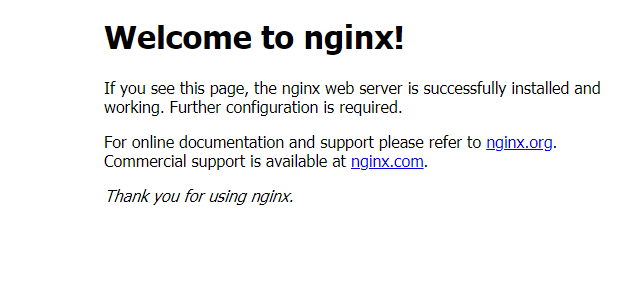 Welcome to nginx!
If you see this page, the nginx web server is successfully installed and
working. Further configuration is required.
For online documentation and support please refer to nginx.org.
Commercial support is available at nginx.com.
Thank you for using nginx.